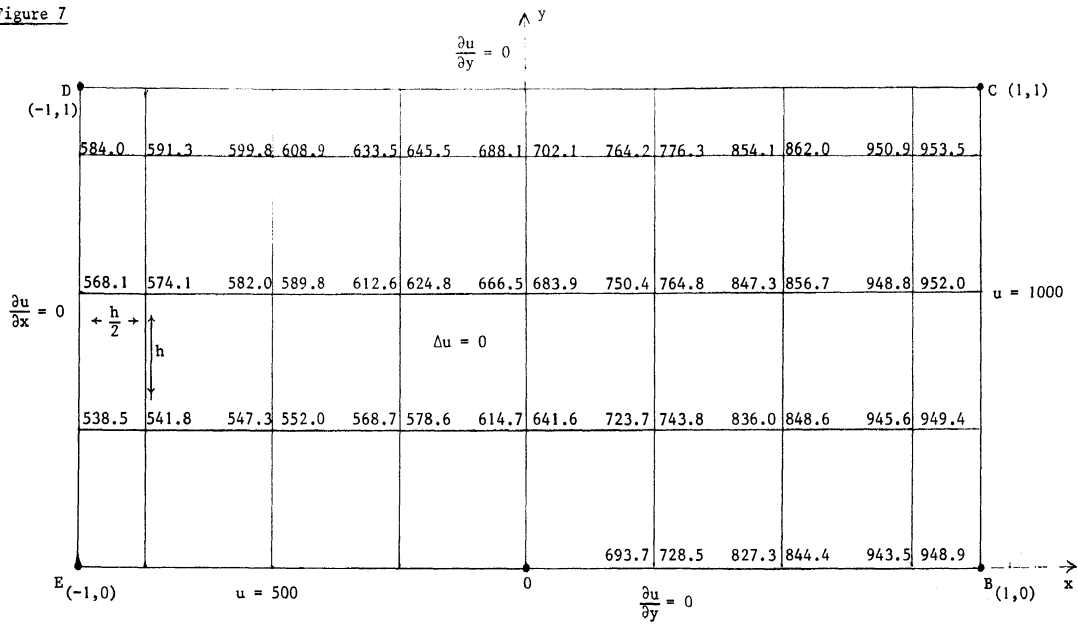 Figure 7
y
∂u/∂y = 0
D
(-1,1)
C (1,1)
584.0 591.3 599.8 608.9 633.5 645.5 688.1 702.1 764.2 776.3 854.1 862.0 950.9 953.5
568.1 574.1 582.0 589.8 612.6 624.8 666.5 683.9 750.4 764.8 847.3 856.7 948.8 952.0
∂u/∂x = 0
u = 1000
← h/2 →
h
Δu = 0
538.5 541.8 547.3 552.0 568.7 578.6 614.7 641.6 723.7 743.8 836.0 848.6 945.6 949.4
693.7 728.5 827.3 844.4 943.5 948.9
E (-1,0)
u = 500
0
∂u/∂y = 0
B (1,0)
x